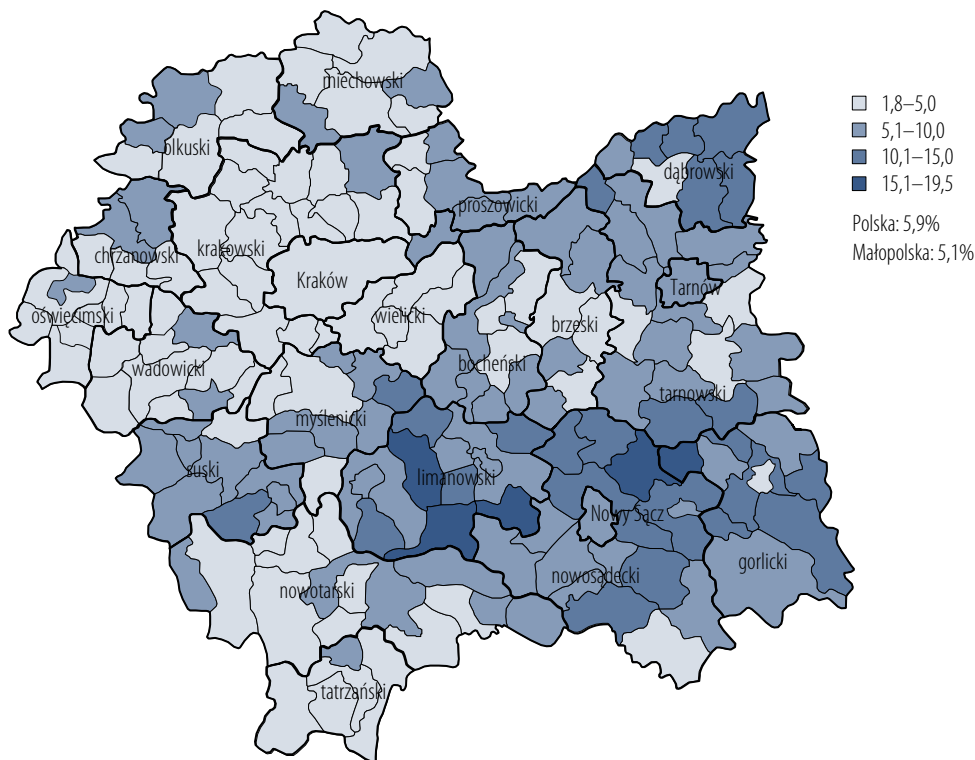 miechowski
olkuski
dąbrowski
proszowicki
chrzanowski
krakowski
Kraków
Tarnów
oświęcimski
wielicki
brzeski
wadowicki
bocheński
tarnowski
myślenicki
suski
limanowski
Nowy Sącz
gorlicki
nowosądecki
nowotarski
tatrzański
1,8–5,0
5,1–10,0
10,1–15,0
15,1–19,5
Polska: 5,9%
Małopolska: 5,1%